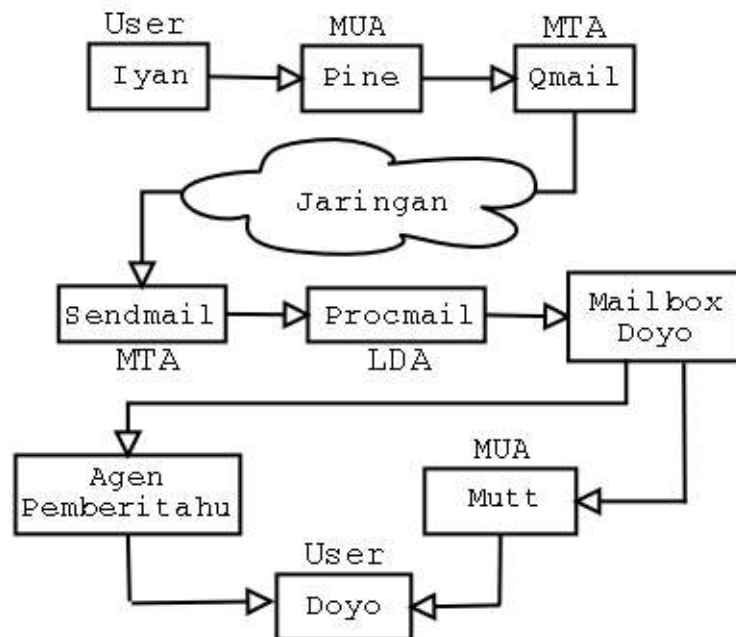 User
MUA
MTA
Iyan
Pine
Qmail
Jaringan
Sendmail
Procmail
Mailbox
Doyo
MTA
LDA
Agen
Pemberitahu
MUA
Mutt
User
Doyo